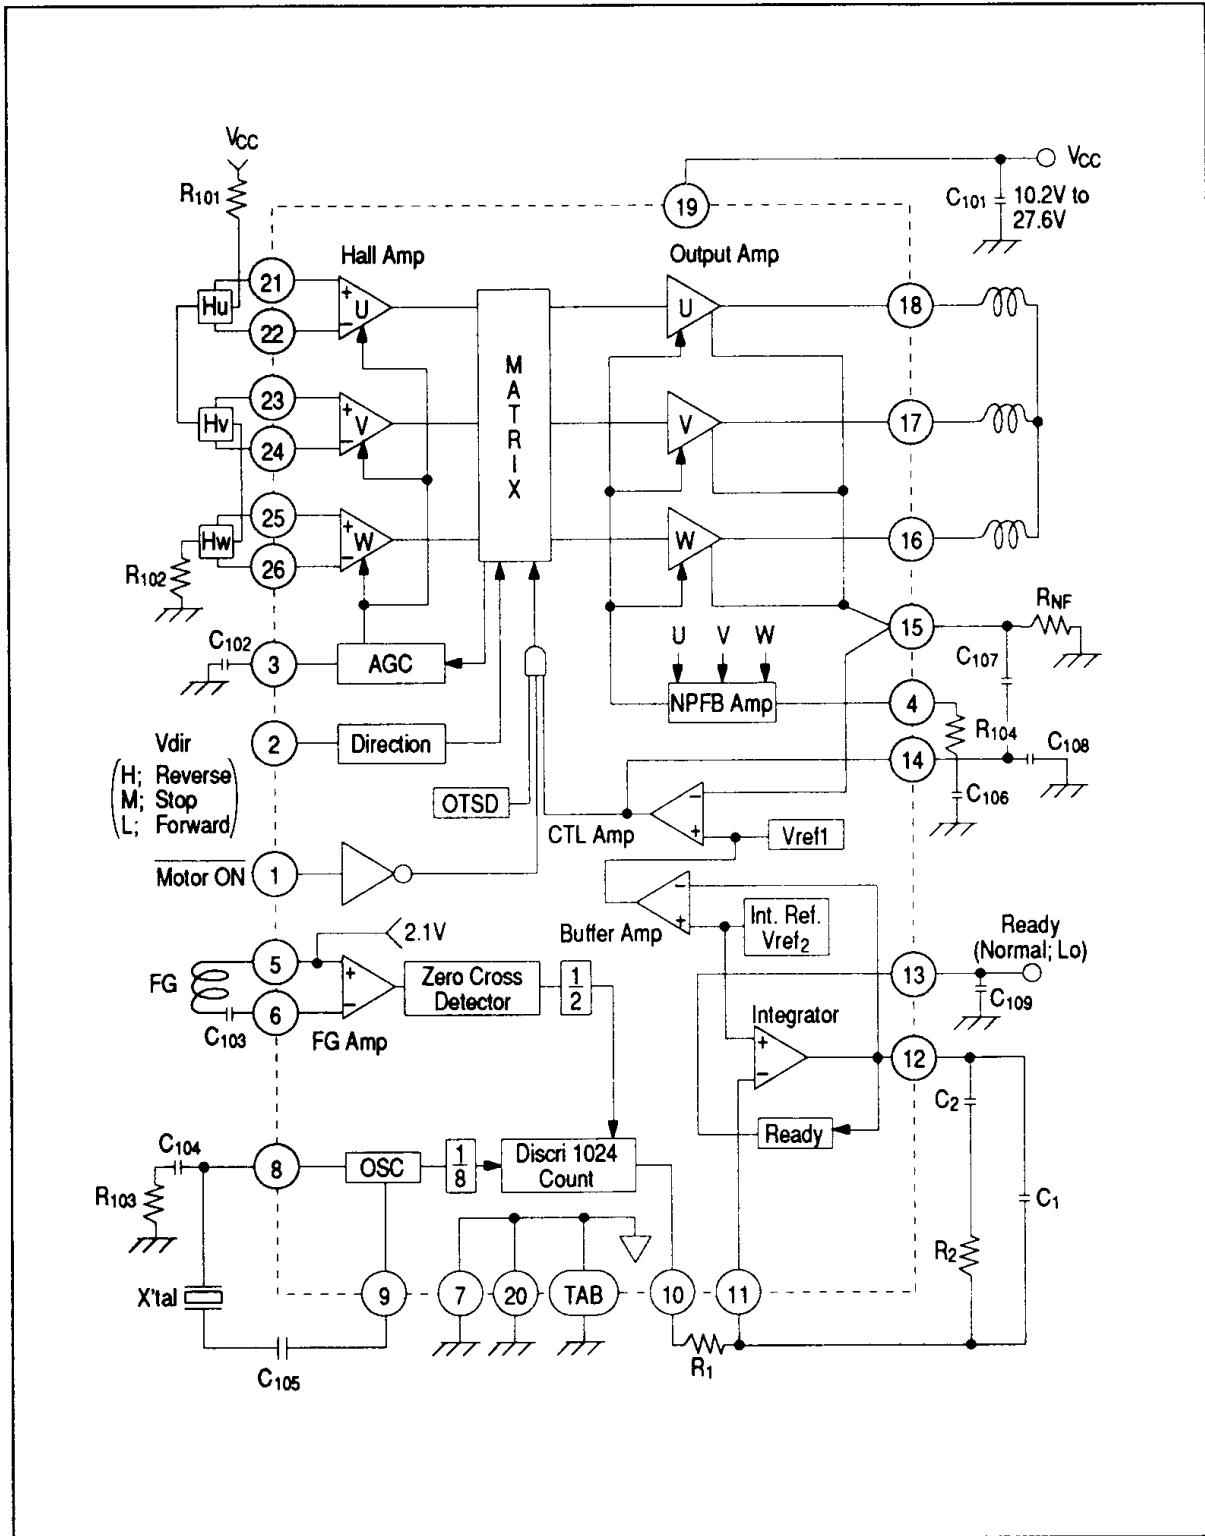 VCC
R101
VCC
19
C101 10.2V to
27.6V
Hall Amp
Output Amp
21
Hu
22
+
U
−
U
18
M
A
T
R
I
X
23
Hv
24
+
V
−
V
17
25
Hw
26
+
W
−
W
16
R102
C102
3
AGC
U V W
15
RNF
C107
NPFB Amp
4
R104
2
Direction
14
C108
C106
Vdir
H; Reverse
M; Stop
L; Forward
OTSD
CTL Amp
−
+
Vref1
Motor ON
1
Buffer Amp
−
+
Int. Ref.
Vref2
2.1V
Ready
(Normal; Lo)
FG
5
6
C103
+
−
FG Amp
Zero Cross
Detector
1
2
13
C109
Integrator
+
−
12
C2
C1
R2
Ready
C104
8
OSC
1
8
Discri 1024
Count
R103
X'tal
9
7
20
TAB
10
11
R1
C105